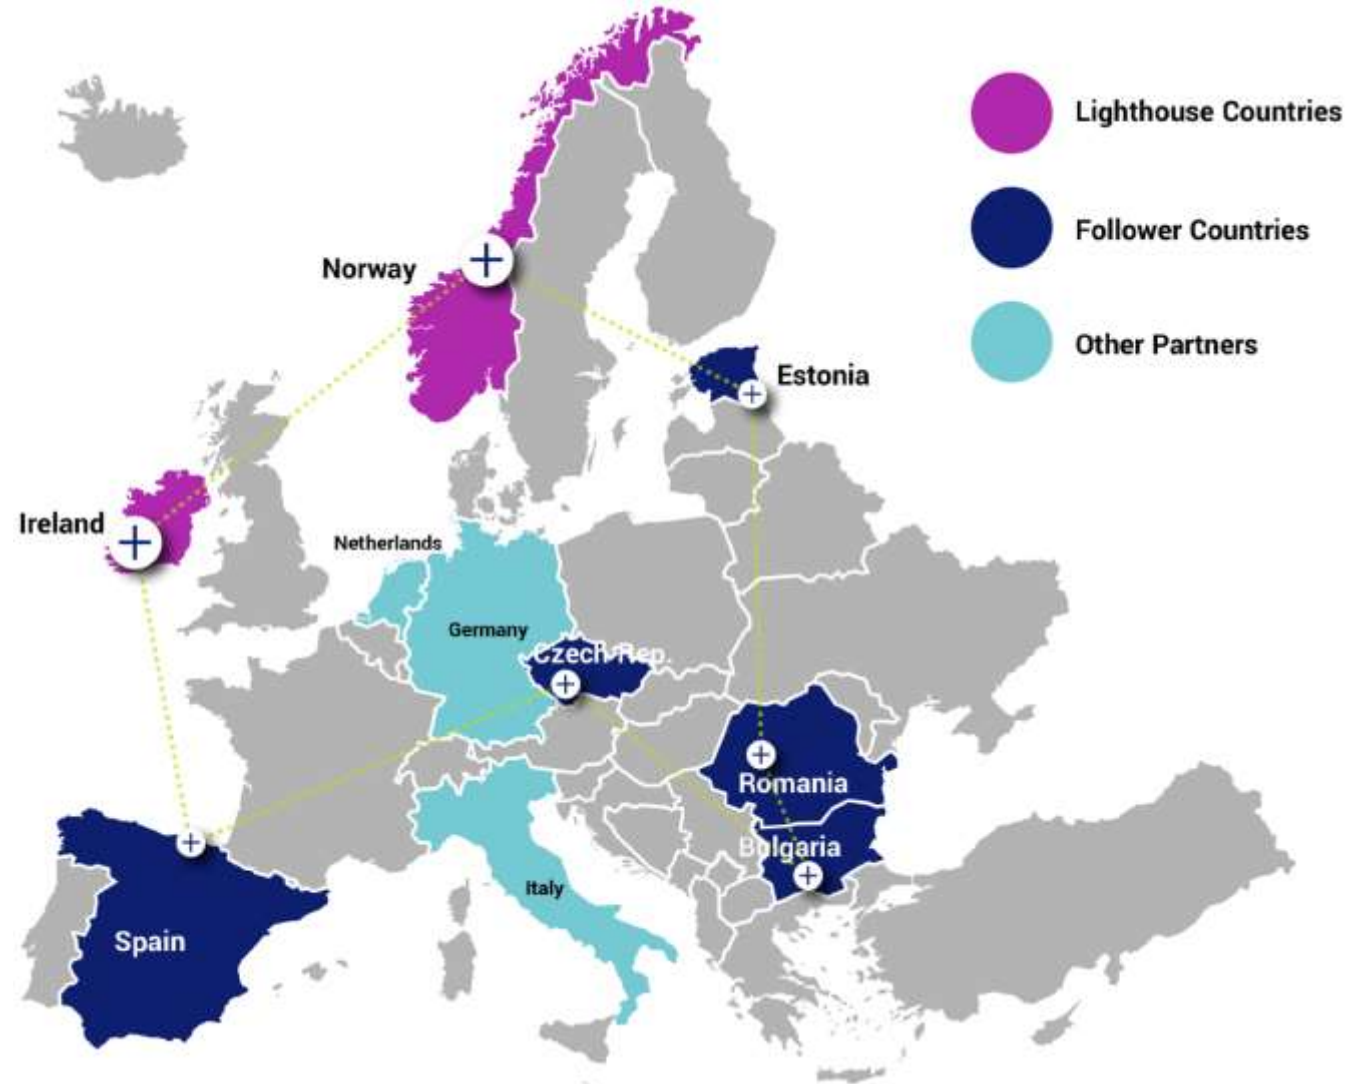 Lighthouse Countries
Follower Countries
Norway
Other Partners
Estonia
Ireland
Netherlands
Germany
Czech Rep.
Romania
Bulgaria
Italy
Spain